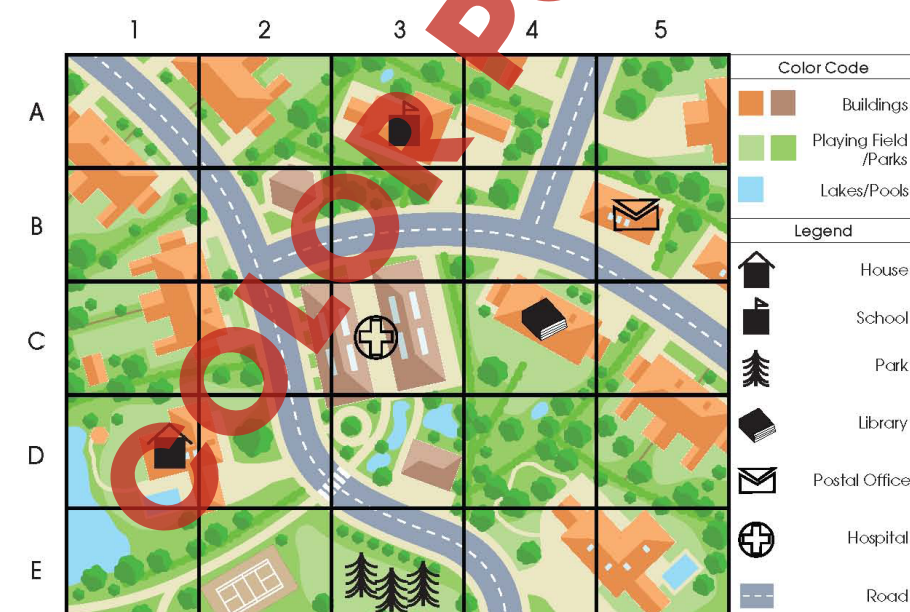 1 2 3 4 5
A
B
C
D
E
Color Code
Buildings
Playing Field
/Parks
Lakes/Pools
Legend
House
School
Park
Library
Postal Office
Hospital
Road
COLOR P